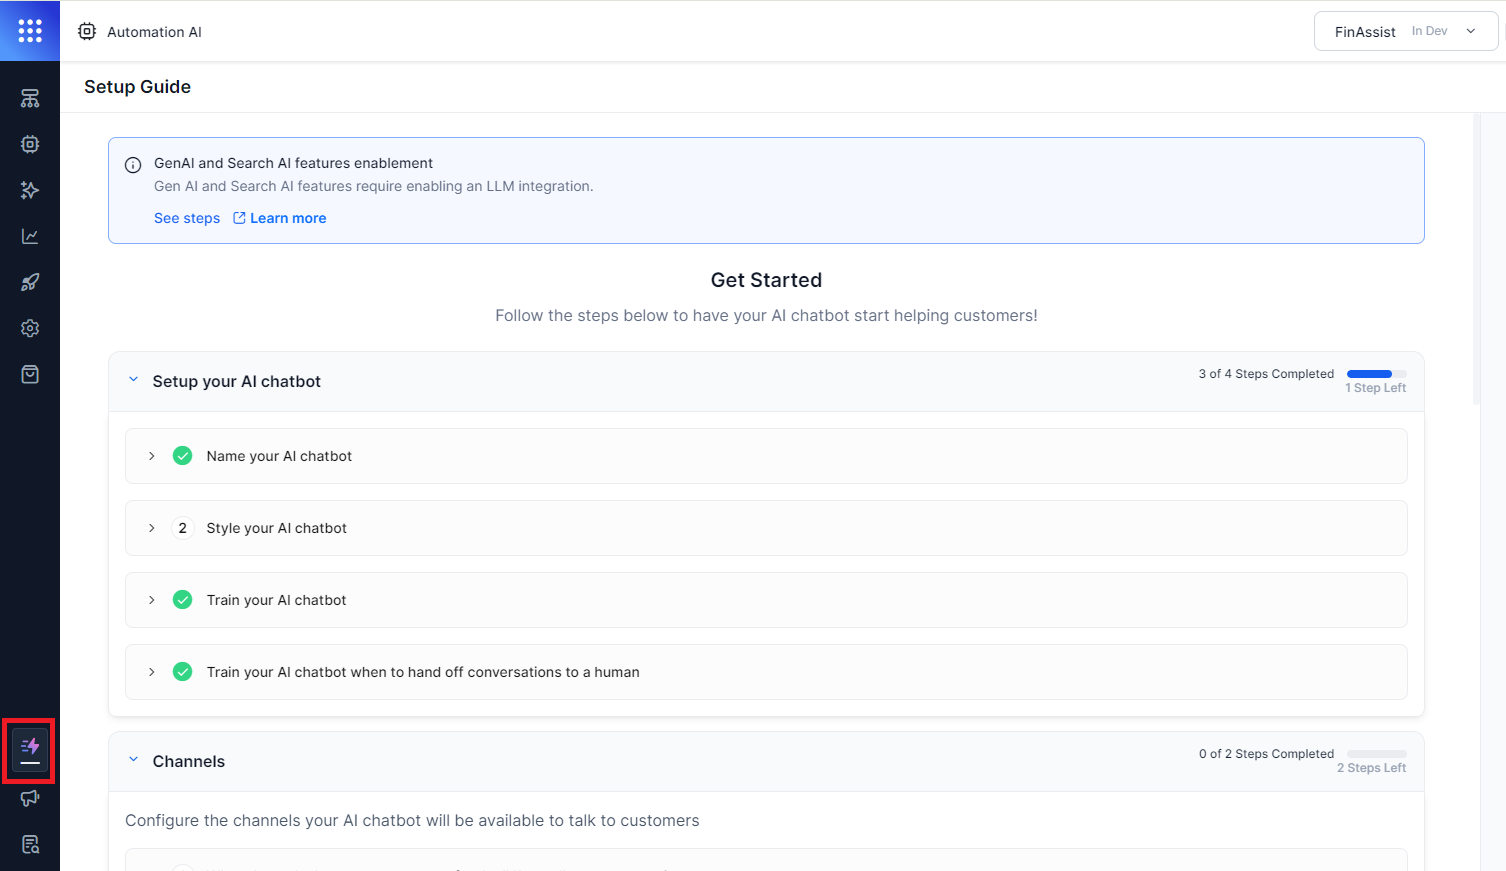 Automation AI
FinAssist In Dev
Setup Guide
GenAI and Search AI features enablement
Gen AI and Search AI features require enabling an LLM integration.
See steps Learn more
Get Started
Follow the steps below to have your AI chatbot start helping customers!
Setup your AI chatbot
3 of 4 Steps Completed
1 Step Left
Name your AI chatbot
2 Style your AI chatbot
Train your AI chatbot
Train your AI chatbot when to hand off conversations to a human
Channels
0 of 2 Steps Completed
2 Steps Left
Configure the channels your AI chatbot will be available to talk to customers